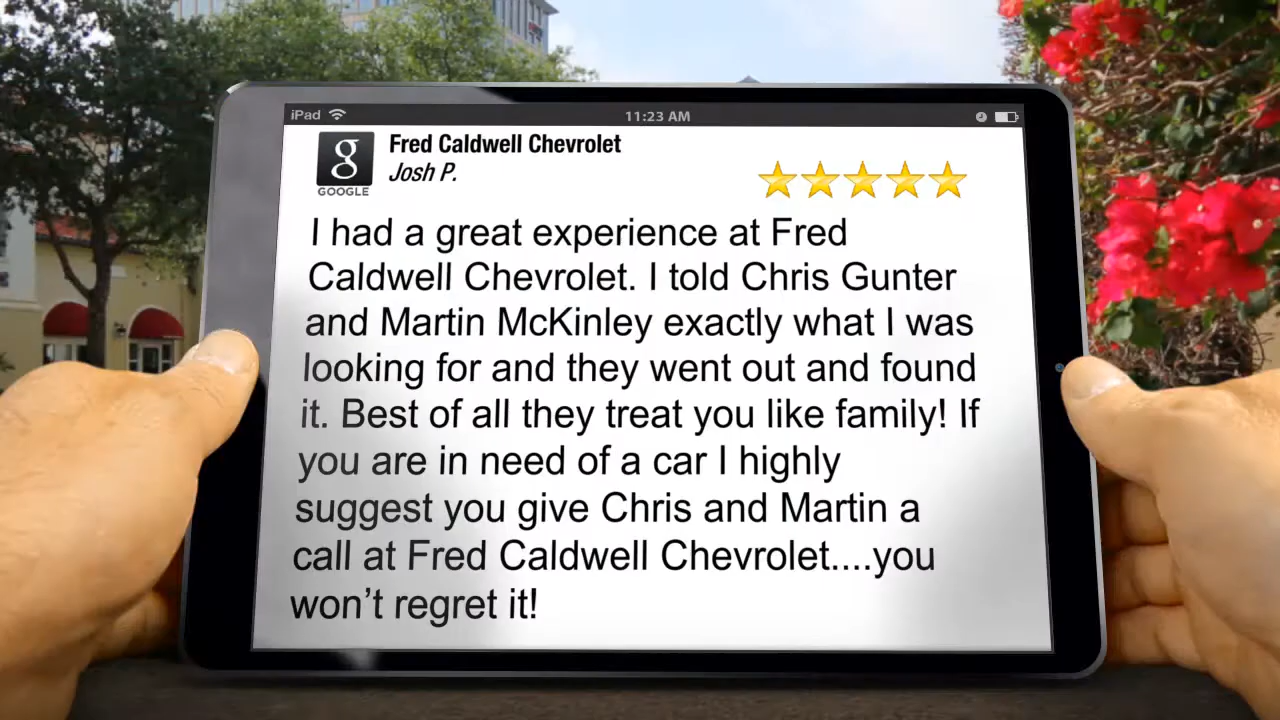 iPad 11:23 AM
g
GOOGLE
Fred Caldwell Chevrolet
Josh P.
I had a great experience at Fred
Caldwell Chevrolet. I told Chris Gunter
and Martin McKinley exactly what I was
looking for and they went out and found
it. Best of all they treat you like family! If
you are in need of a car I highly
suggest you give Chris and Martin a
call at Fred Caldwell Chevrolet....you
won’t regret it!